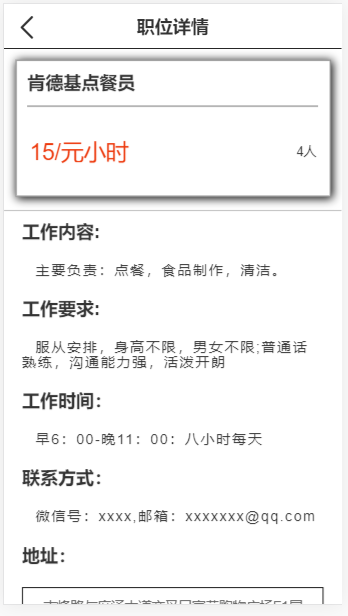 职位详情
肯德基点餐员
15/元小时
4人
工作内容:
主要负责：点餐，食品制作，清洁。
工作要求:
服从安排，身高不限，男女不限;普通话
熟练，沟通能力强，活泼开朗
工作时间：
早6：00-晚11：00：八小时每天
联系方式：
微信号：xxxx,邮箱：xxxxxxx@qq.com
地址：